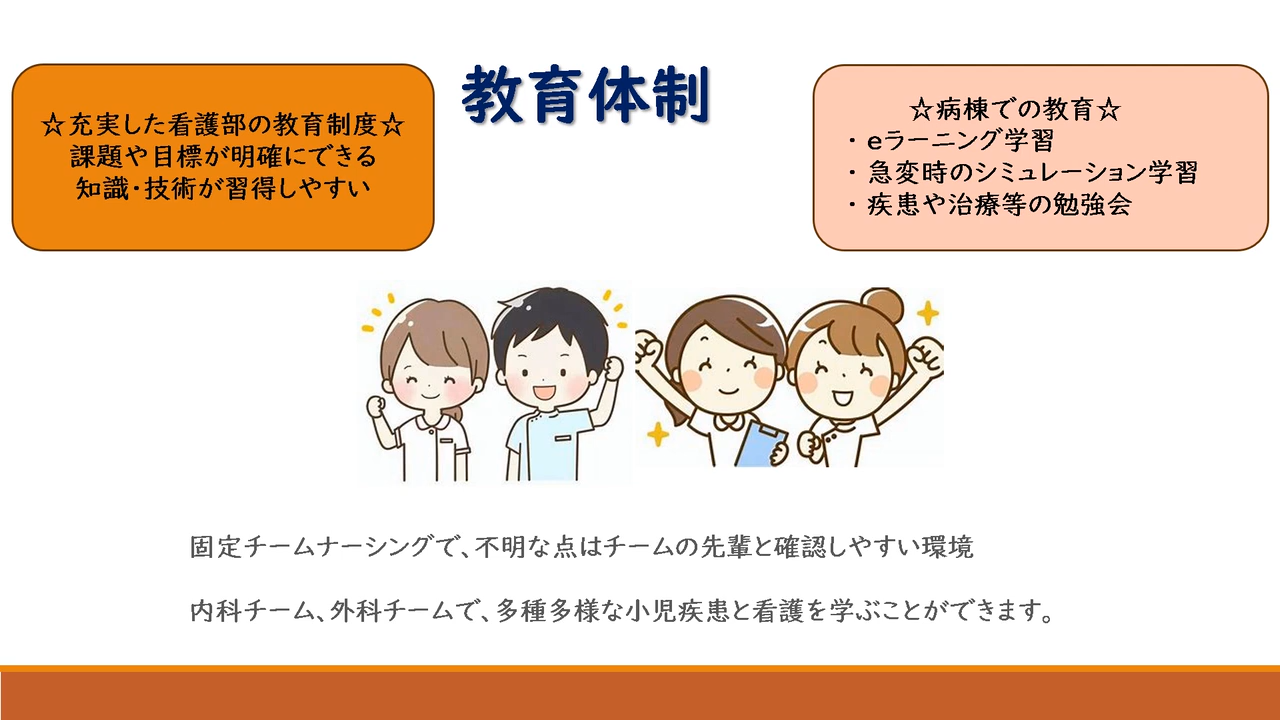 教育体制
☆充実した看護部の教育制度☆
課題や目標が明確にできる
知識・技術が習得しやすい
☆病棟での教育☆
・ eラーニング学習
・ 急変時のシミュレーション学習
・ 疾患や治療等の勉強会
固定チームナーシングで、不明な点はチームの先輩と確認しやすい環境
内科チーム、外科チームで、多種多様な小児疾患と看護を学ぶことができます。